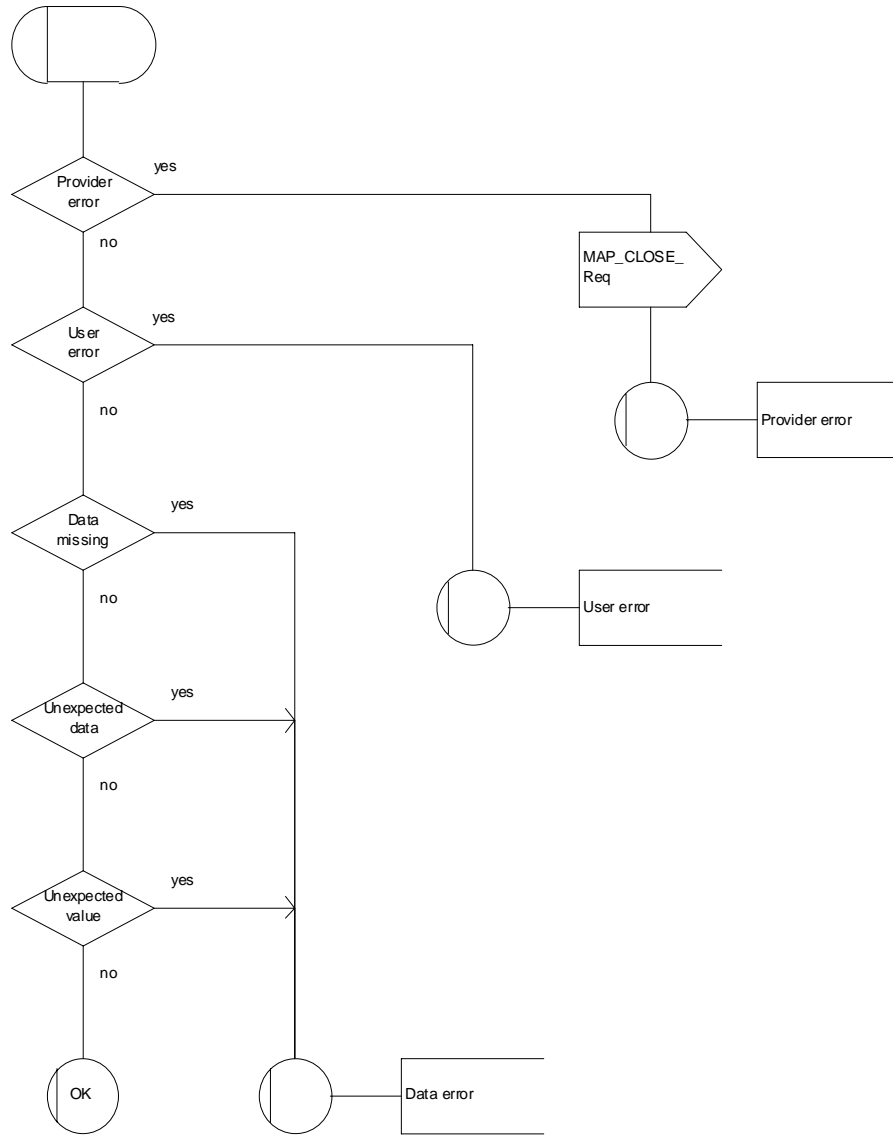 yes
Provider
error
no
MAP_CLOSE_
Req
yes
User
error
no
Provider error
yes
Data
missing
no
User error
yes
Unexpected
data
no
yes
Unexpected
value
no
OK
Data error